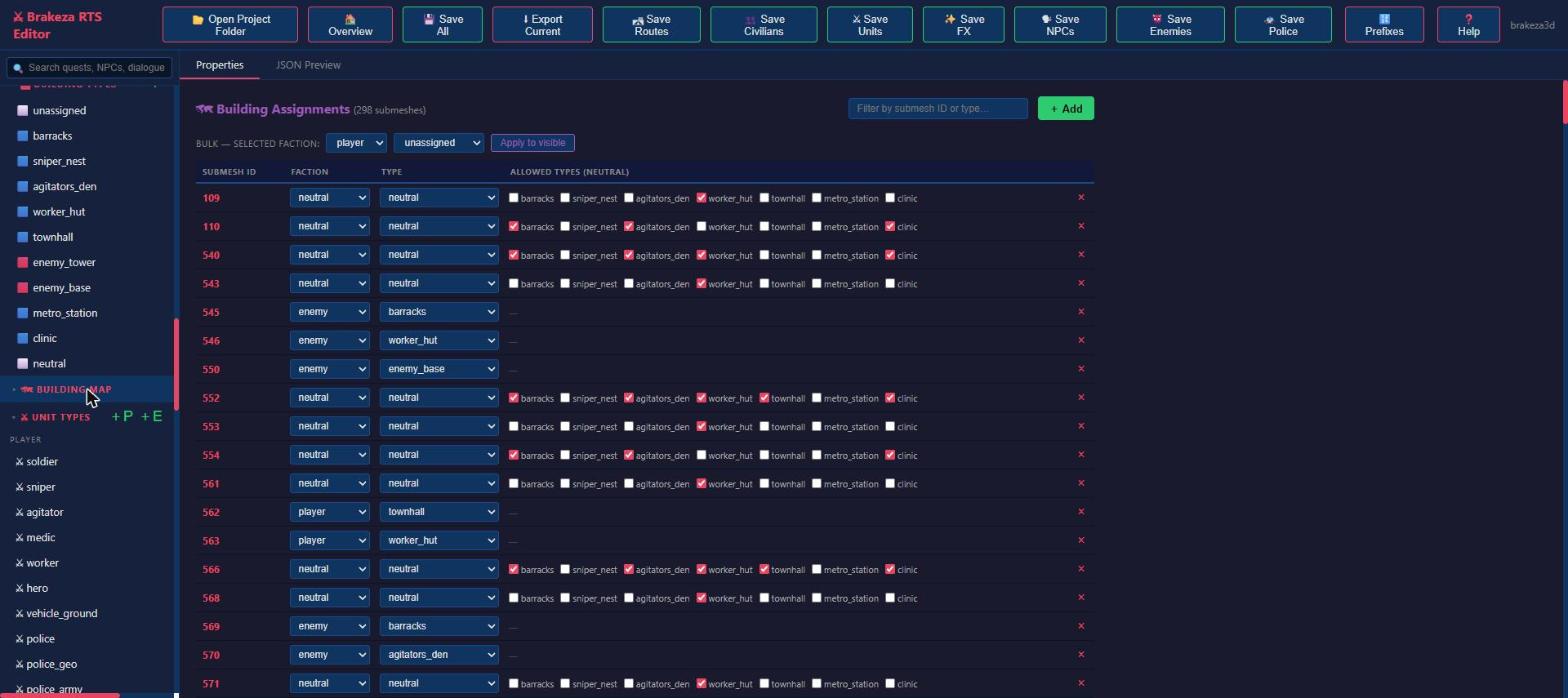 ⚔ Brakeza RTS Editor
📂 Open Project Folder
🏠 Overview
💾 Save All
⬇ Export Current
Save Routes
👥 Save Civilians
⚔ Save Units
✨ Save FX
🗣 Save NPCs
👹 Save Enemies
Save Police
🔢 Prefixes
❓ Help
brakeza3d
🔍 Search quests, NPCs, dialogue
Properties
JSON Preview
BUILDING TYPES
unassigned
barracks
sniper_nest
agitators_den
worker_hut
townhall
enemy_tower
enemy_base
metro_station
clinic
neutral
🗺 BUILDING MAP
⚔ UNIT TYPES +P +E
PLAYER
⚔ soldier
⚔ sniper
⚔ agitator
⚔ medic
⚔ worker
⚔ hero
⚔ vehicle_ground
⚔ police
⚔ police_geo
⚔ police_army
🗺 Building Assignments (298 submeshes)
Filter by submesh ID or type…
+ Add
BULK — SELECTED FACTION: player unassigned Apply to visible
SUBMESH ID FACTION TYPE ALLOWED TYPES (NEUTRAL)
109 neutral neutral barracks sniper_nest agitators_den worker_hut townhall metro_station clinic ×
110 neutral neutral barracks sniper_nest agitators_den worker_hut townhall metro_station clinic ×
540 neutral neutral barracks sniper_nest agitators_den worker_hut townhall metro_station clinic ×
543 neutral neutral barracks sniper_nest agitators_den worker_hut townhall metro_station clinic ×
545 enemy barracks — ×
546 enemy worker_hut — ×
550 enemy enemy_base — ×
552 neutral neutral barracks sniper_nest agitators_den worker_hut townhall metro_station clinic ×
553 neutral neutral barracks sniper_nest agitators_den worker_hut townhall metro_station clinic ×
554 neutral neutral barracks sniper_nest agitators_den worker_hut townhall metro_station clinic ×
561 neutral neutral barracks sniper_nest agitators_den worker_hut townhall metro_station clinic ×
562 player townhall — ×
563 player worker_hut — ×
566 neutral neutral barracks sniper_nest agitators_den worker_hut townhall metro_station clinic ×
568 neutral neutral barracks sniper_nest agitators_den worker_hut townhall metro_station clinic ×
569 enemy barracks — ×
570 enemy agitators_den — ×
571 neutral neutral barracks sniper_nest agitators_den worker_hut townhall metro_station clinic ×